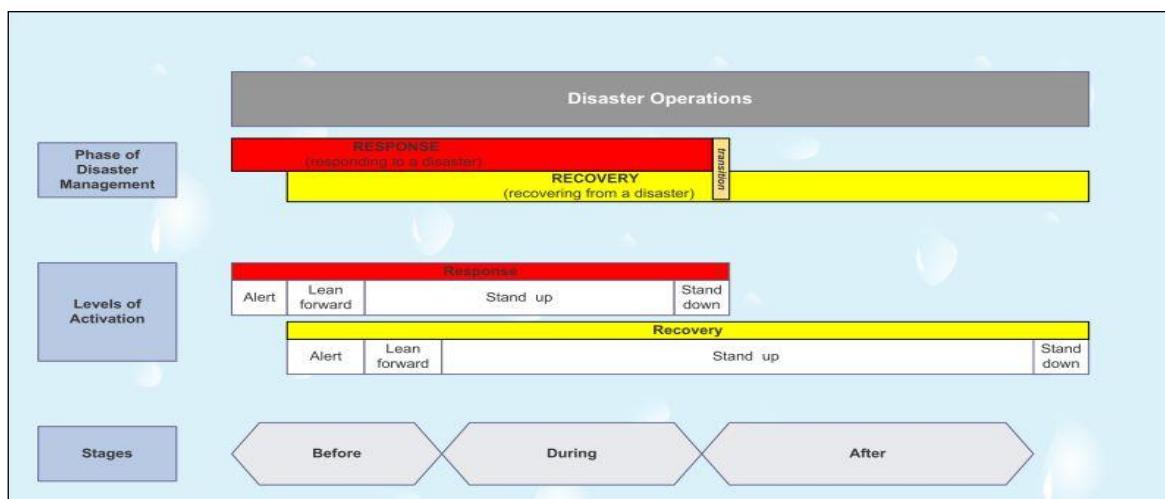 Disaster Operations
Phase of
Disaster
Management
RESPONSE
(responding to a disaster)
transition
RECOVERY
(recovering from a disaster)
Levels of
Activation
Response
Alert
Lean
forward
Stand up
Stand
down
Recovery
Alert
Lean
forward
Stand up
Stand
down
Stages
Before
During
After